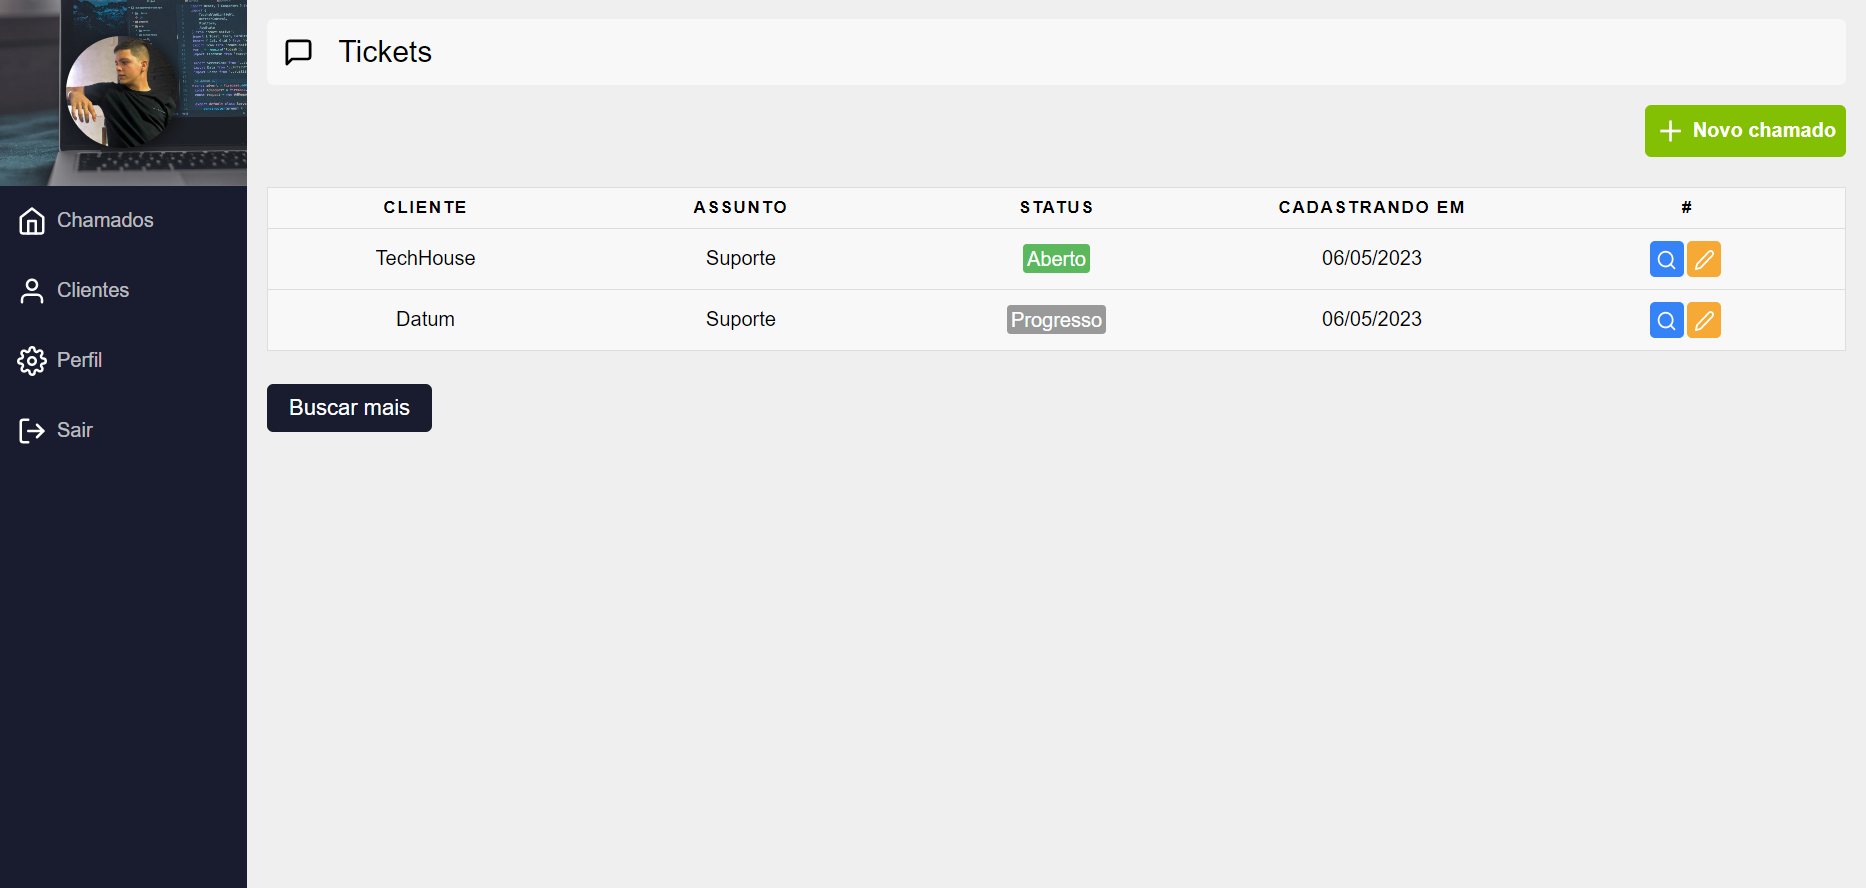 Tickets
Novo chamado
Chamados
Clientes
Perfil
Sair
CLIENTE ASSUNTO STATUS CADASTRANDO EM #
TechHouse Suporte Aberto 06/05/2023
Datum Suporte Progresso 06/05/2023
Buscar mais